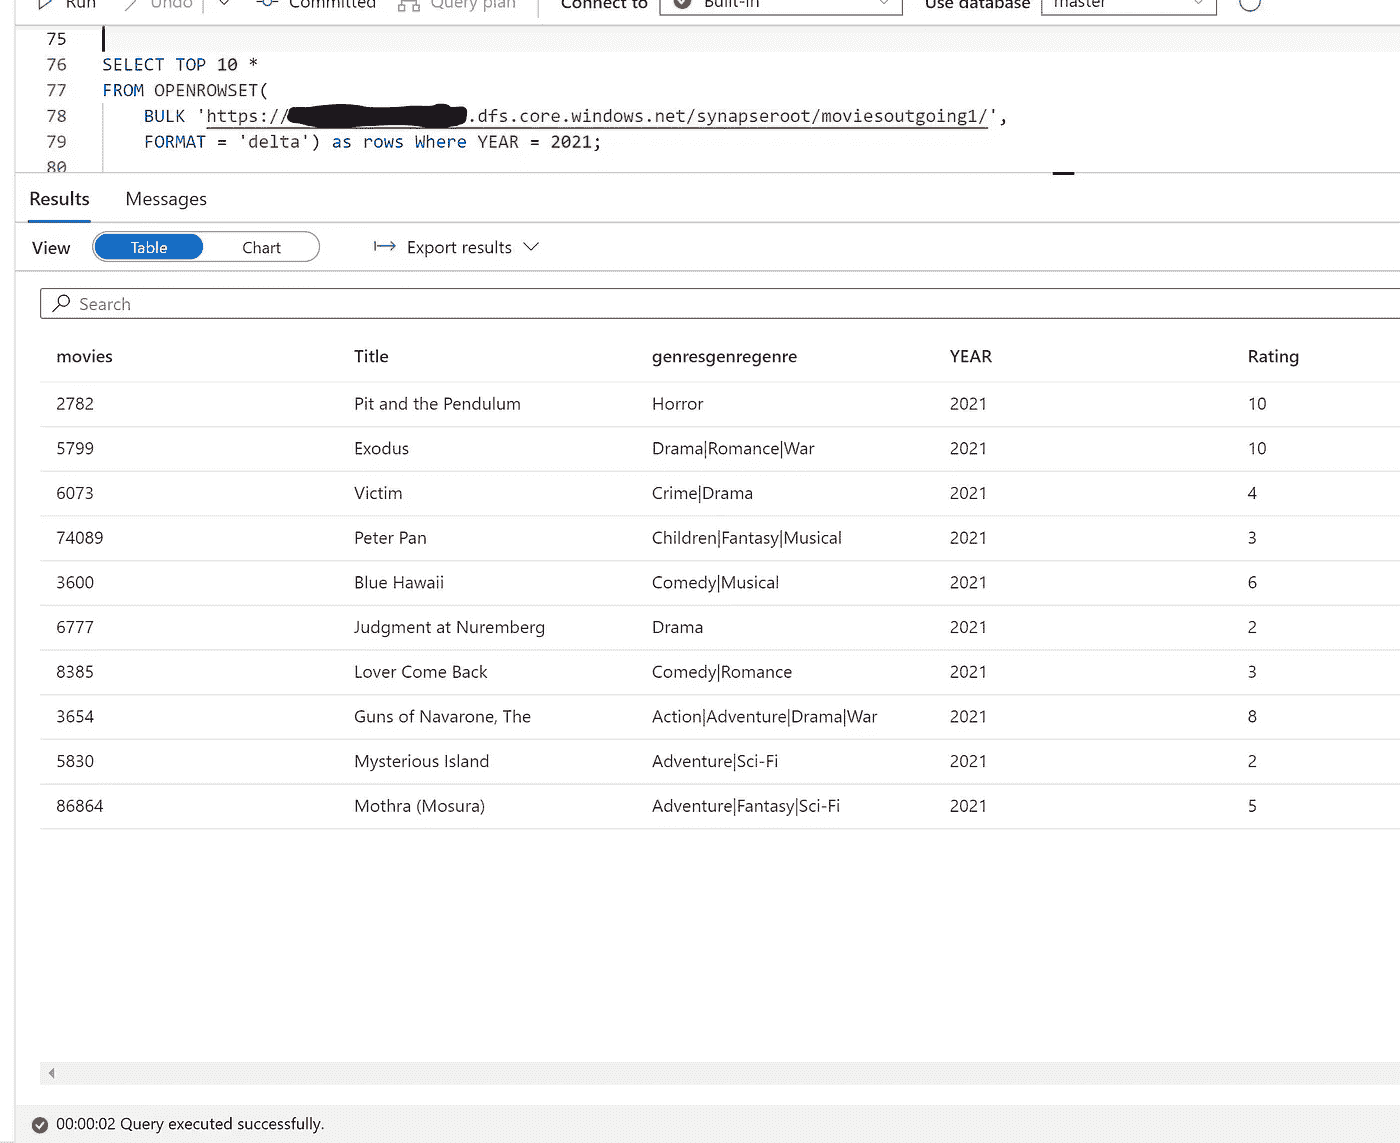 Run Undo Committed Query plan Connect to Built-in Use database master
75
76 SELECT TOP 10 *
77 FROM OPENROWSET(
78 BULK 'https:// .dfs.core.windows.net/synapseroot/moviesoutgoing1/',
79 FORMAT = 'delta') as rows Where YEAR = 2021;
80
Results Messages
View Table Chart Export results
Search
movies Title genresgenregenre YEAR Rating
2782 Pit and the Pendulum Horror 2021 10
5799 Exodus Drama|Romance|War 2021 10
6073 Victim Crime|Drama 2021 4
74089 Peter Pan Children|Fantasy|Musical 2021 3
3600 Blue Hawaii Comedy|Musical 2021 6
6777 Judgment at Nuremberg Drama 2021 2
8385 Lover Come Back Comedy|Romance 2021 3
3654 Guns of Navarone, The Action|Adventure|Drama|War 2021 8
5830 Mysterious Island Adventure|Sci-Fi 2021 2
86864 Mothra (Mosura) Adventure|Fantasy|Sci-Fi 2021 5
00:00:02 Query executed successfully.